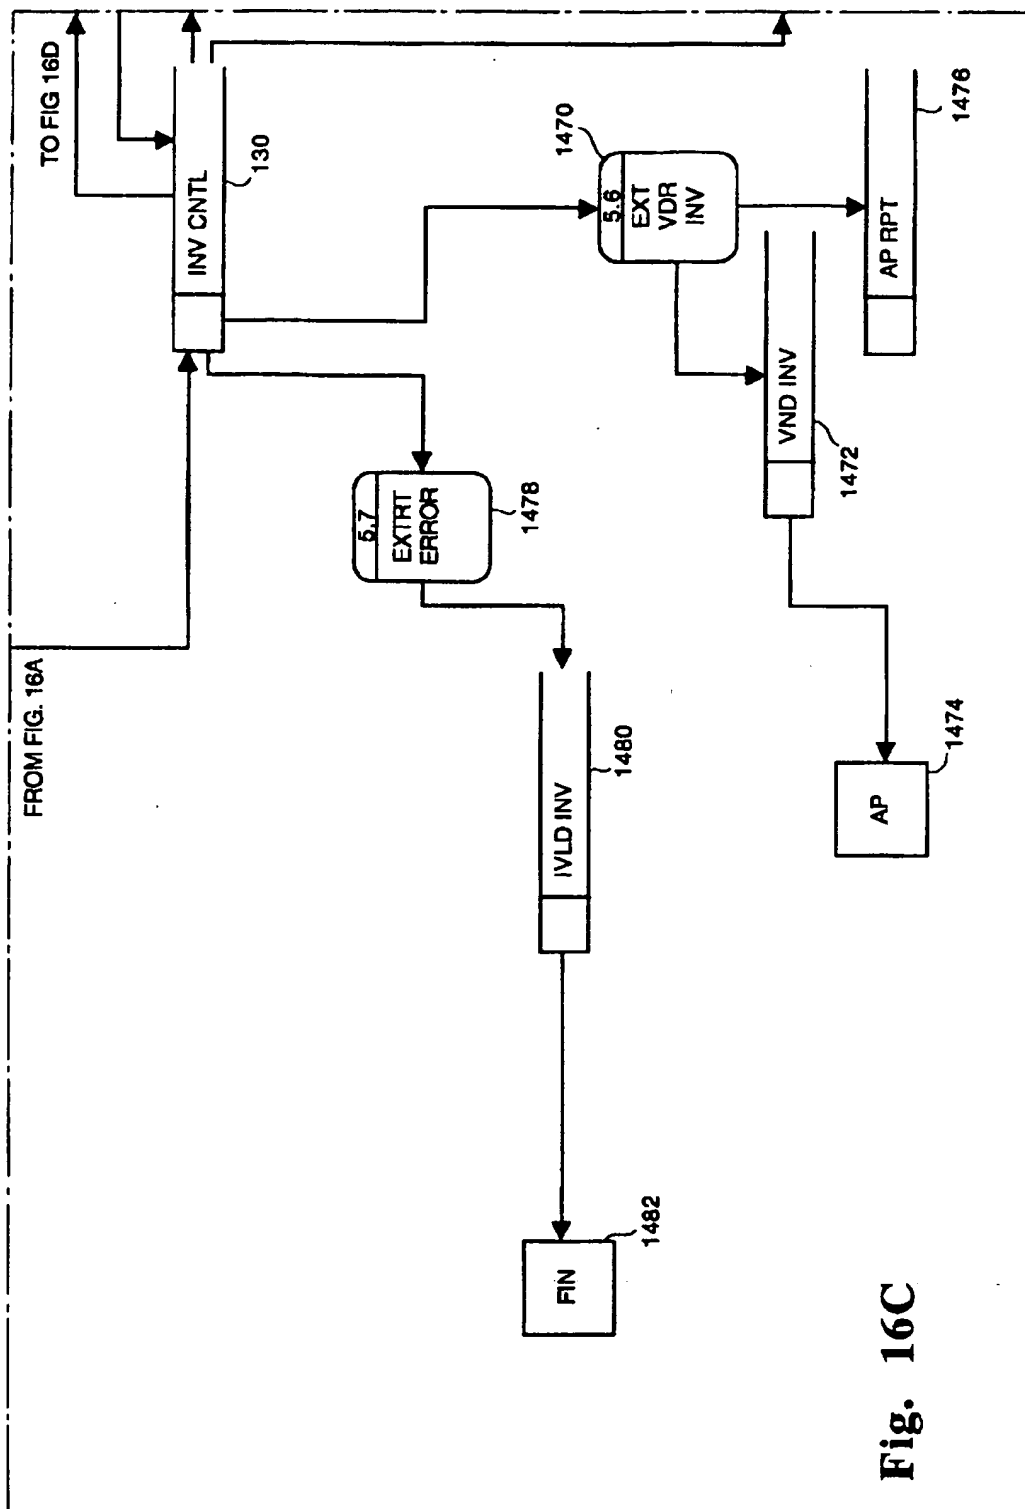 FROM FIG. 16A
TO FIG 16D
INV CNTL
130
5.7
EXTRT
ERROR
1478
5.6
EXT
VDR
INV
1470
IVLD INV
1480
VND INV
1472
AP RPT
1476
FIN
1482
AP
1474
Fig. 16C